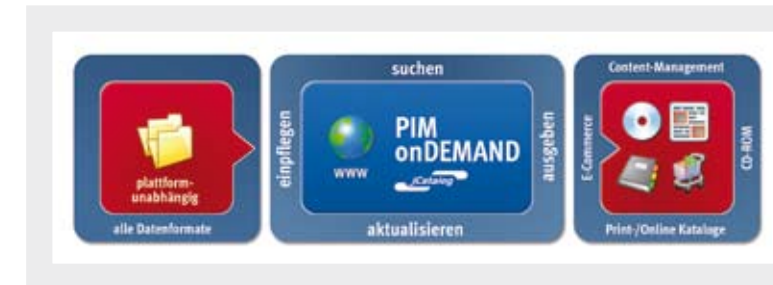 plattform-
unabhängig
alle Datenformate
suchen
einpflegen
www
PIM
onDEMAND
jCatalog
ausgeben
aktualisieren
Content-Management
E-Commerce
CD-ROM
Print-/Online Kataloge